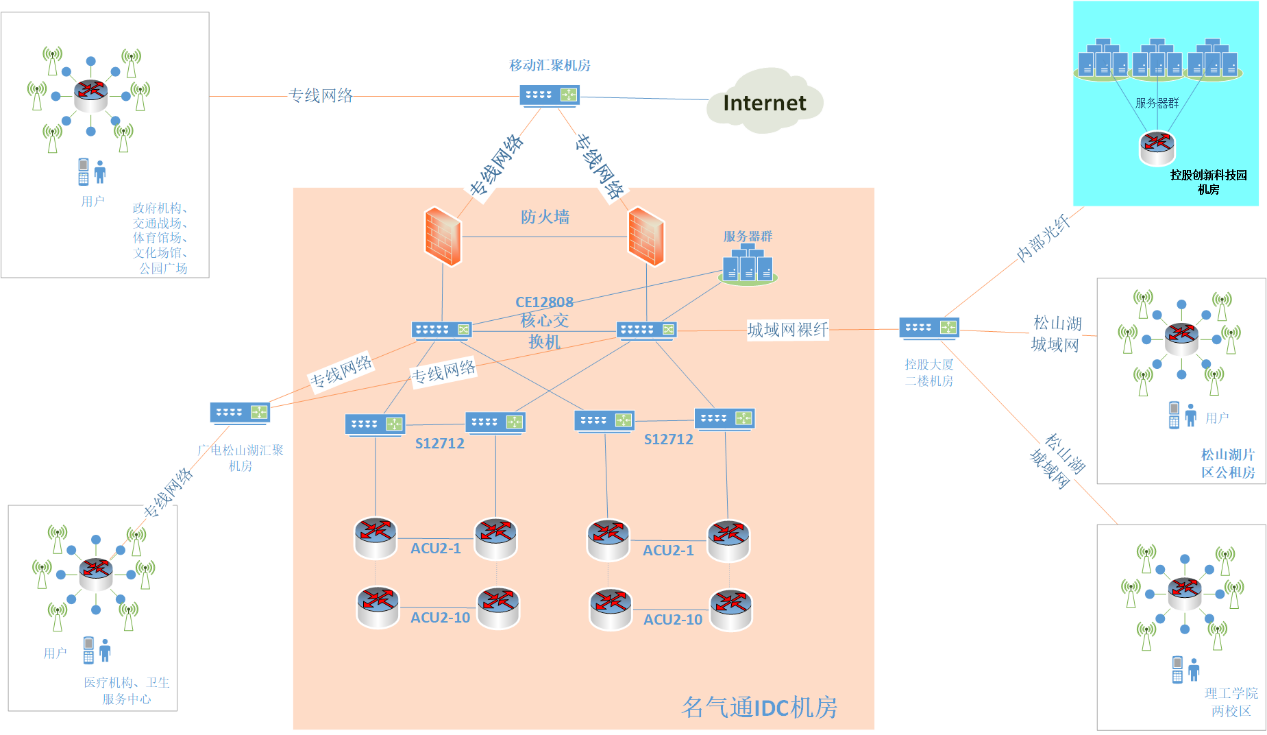 移动汇聚机房
专线网络
Internet
专线网络
专线网络
用户
政府机构、
交通战场、
体育馆场、
文化场馆、
公园广场
服务器群
控股创新科技园
机房
防火墙
服务器群
内部光纤
CE12808
核心交
换机
城域网裸纤
松山湖
城域网
控股大厦
二楼机房
专线网络
专线网络
用户
松山湖片
区公租房
广电松山湖汇聚
机房
S12712
S12712
松山湖
城域网
专线网络
ACU2-1
ACU2-1
ACU2-10
ACU2-10
用户
医疗机构、卫生
服务中心
名气通IDC机房
理工学院
两校区